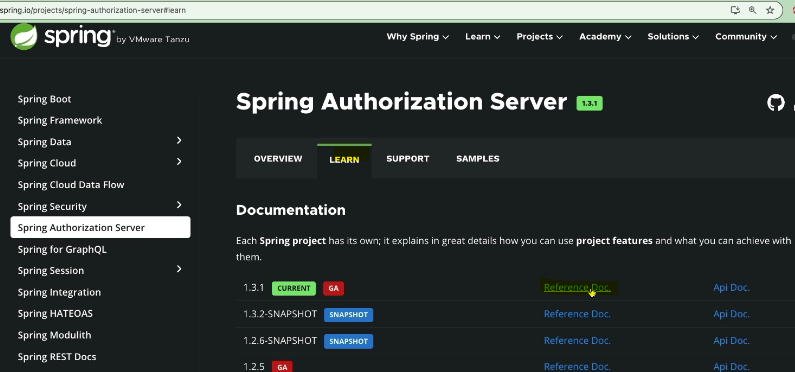 spring.io/projects/spring-authorization-server#learn
spring by VMware Tanzu
Why Spring Learn Projects Academy Solutions Community
Spring Boot
Spring Framework
Spring Data
Spring Cloud
Spring Cloud Data Flow
Spring Security
Spring Authorization Server
Spring for GraphQL
Spring Session
Spring Integration
Spring HATEOAS
Spring Modulith
Spring REST Docs
Spring Authorization Server 1.3.1
OVERVIEW LEARN SUPPORT SAMPLES
Documentation
Each Spring project has its own; it explains in great details how you can use project features and what you can achieve with
them.
1.3.1 CURRENT GA Reference Doc. Api Doc.
1.3.2-SNAPSHOT SNAPSHOT Reference Doc. Api Doc.
1.2.6-SNAPSHOT SNAPSHOT Reference Doc. Api Doc.
1.2.5 GA Reference Doc. Api Doc.